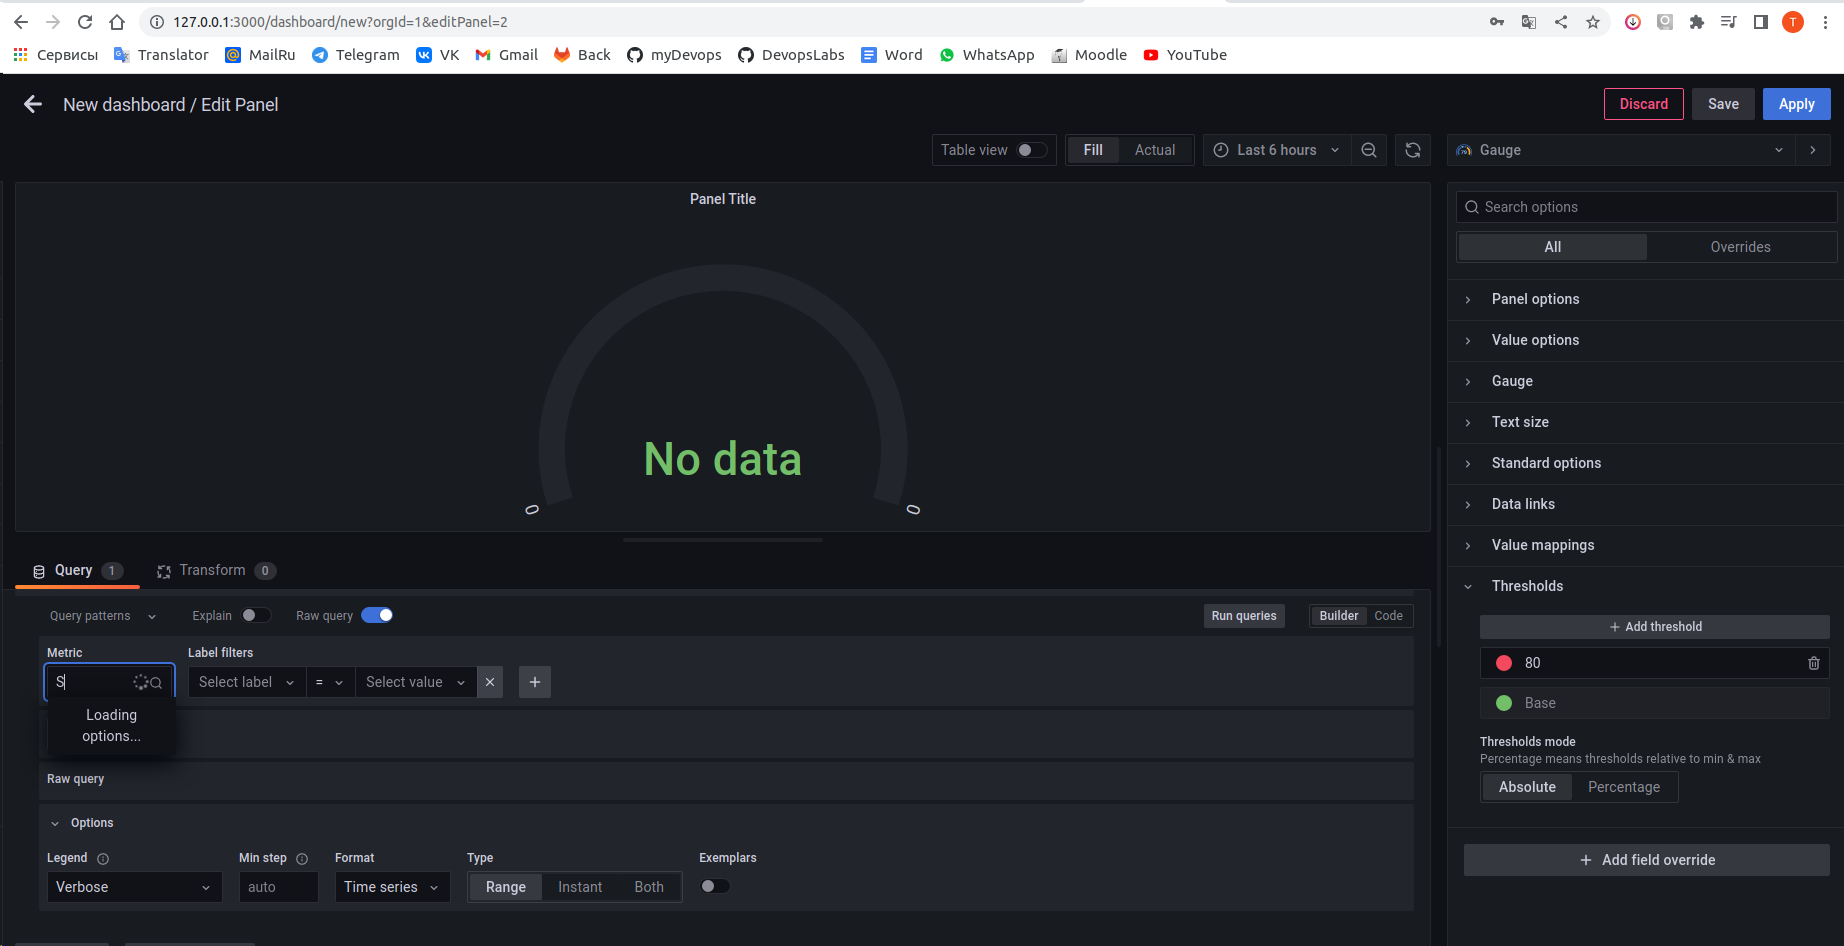 127.0.0.1:3000/dashboard/new?orgId=1&editPanel=2
T
Сервисы Translator MailRu Telegram VK Gmail Back myDevops DevopsLabs Word WhatsApp Moodle YouTube
New dashboard / Edit Panel
Discard Save Apply
Table view Fill Actual Last 6 hours Gauge
Panel Title
No data
0 0
Search options
All Overrides
Panel options
Value options
Gauge
Text size
Standard options
Data links
Value mappings
Thresholds
Add threshold
80
Base
Thresholds mode
Percentage means thresholds relative to min & max
Absolute Percentage
Add field override
Query 1 Transform 0
Query patterns Explain Raw query Run queries Builder Code
Metric Label filters
S Select label = Select value
Loading
options...
Raw query
Options
Legend Min step Format Type Exemplars
Verbose auto Time series Range Instant Both